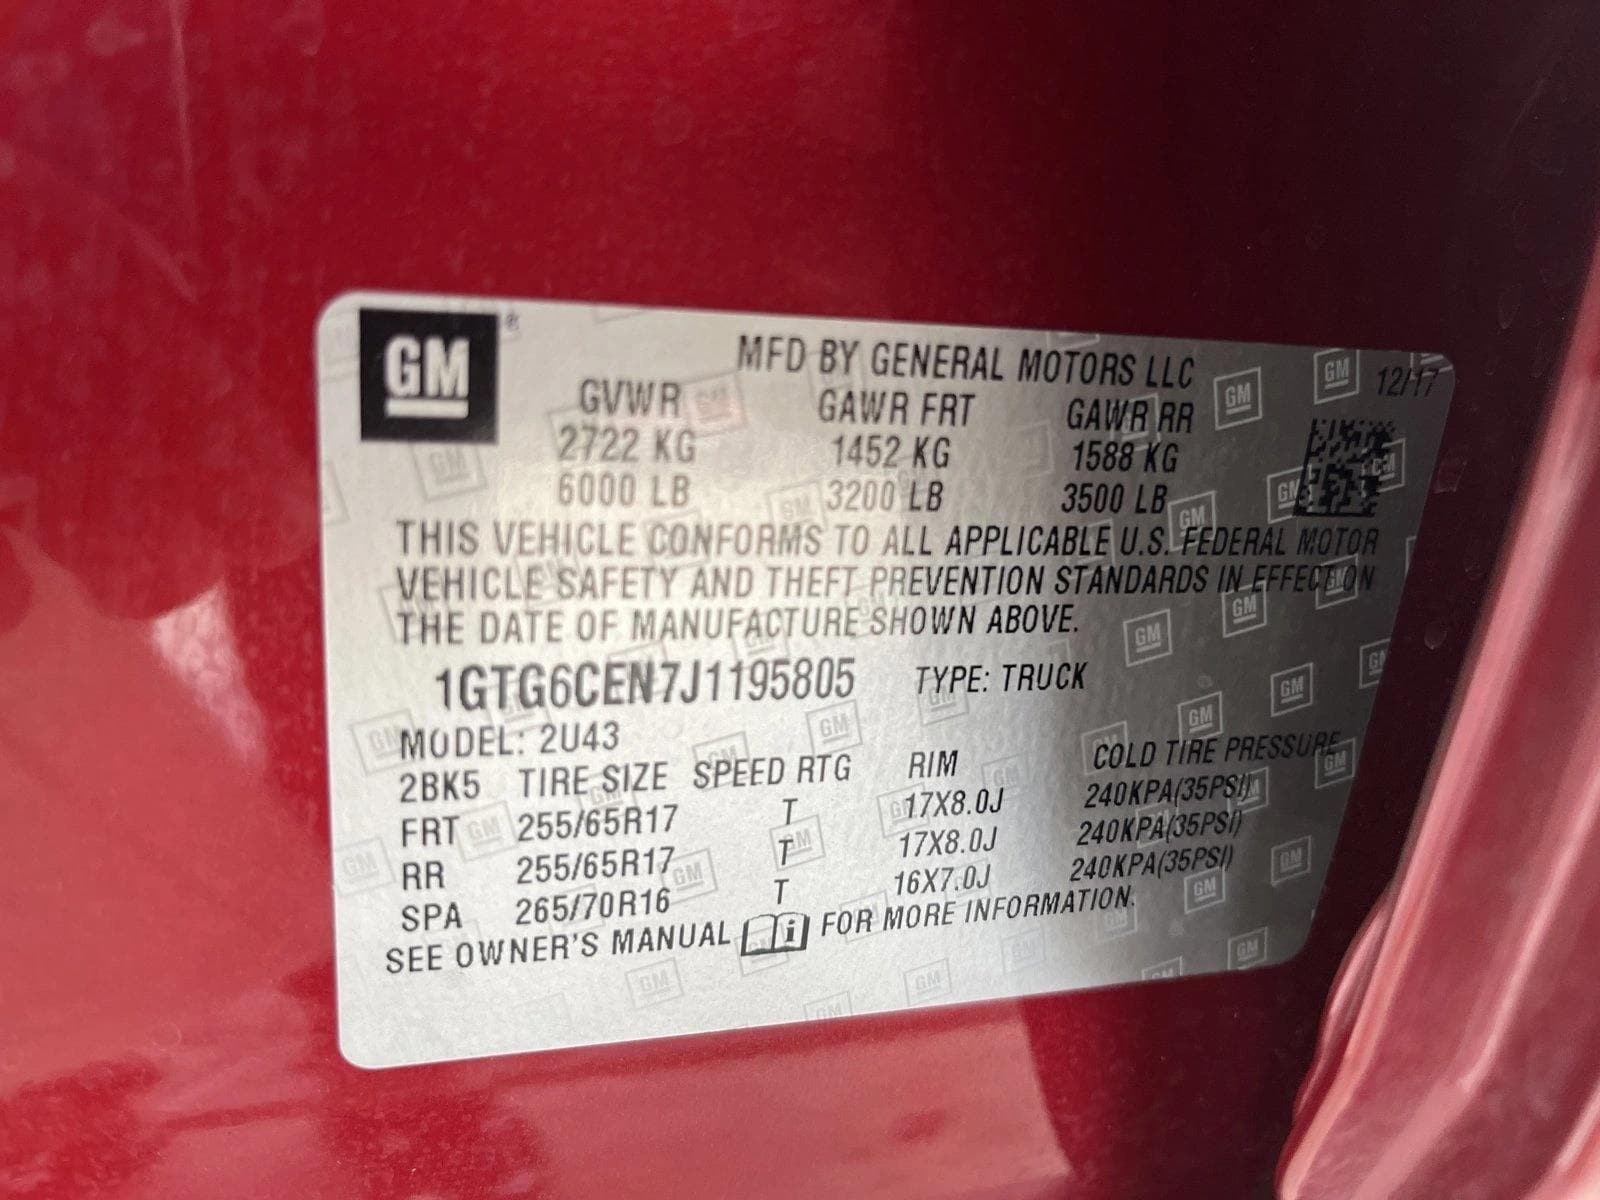 GM®
MFD BY GENERAL MOTORS LLC
12/17
GVWR GAWR FRT GAWR RR
2722 KG 1452 KG 1588 KG
6000 LB 3200 LB 3500 LB
THIS VEHICLE CONFORMS TO ALL APPLICABLE U.S. FEDERAL MOTOR
VEHICLE SAFETY AND THEFT PREVENTION STANDARDS IN EFFECT ON
THE DATE OF MANUFACTURE SHOWN ABOVE.
1GTG6CEN7J1195805 TYPE: TRUCK
MODEL: 2U43
2BK5 TIRE SIZE SPEED RTG RIM COLD TIRE PRESSURE
FRT 255/65R17 T 17X8.0J 240KPA(35PSI)
RR 255/65R17 T 17X8.0J 240KPA(35PSI)
SPA 265/70R16 T 16X7.0J 240KPA(35PSI)
SEE OWNER'S MANUAL i FOR MORE INFORMATION.